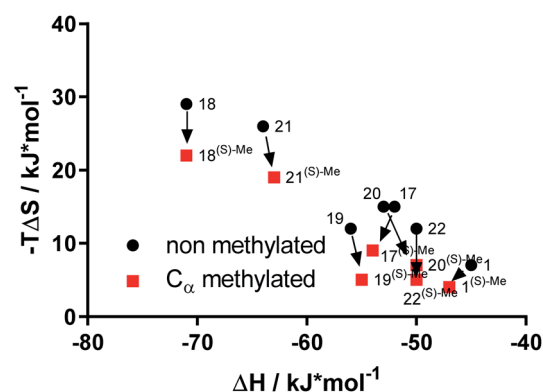 40
30
20
10
0
-TΔS / kJ*mol⁻¹
18
21
18(S)-Me
21(S)-Me
20 17
19 22
17(S)-Me
20(S)-Me 1
19(S)-Me
22(S)-Me 1(S)-Me
non methylated
Cα methylated
-80 -70 -60 -50 -40
ΔH / kJ*mol⁻¹